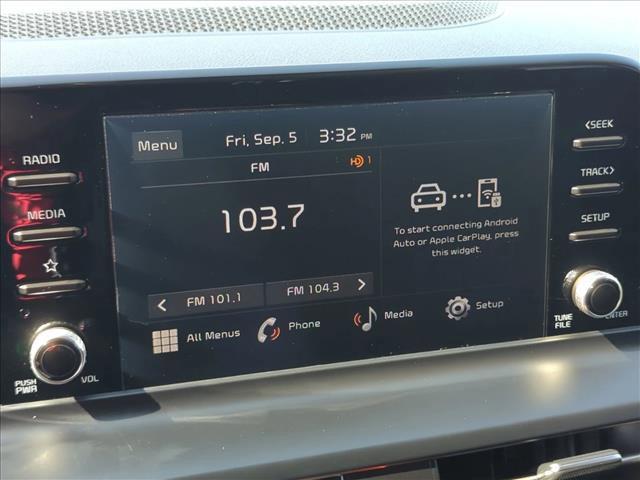 Menu
Fri, Sep. 5 3:32 PM
FM
HD 1
103.7
< FM 101.1
FM 104.3 >
To start connecting Android
Auto or Apple CarPlay, press
this widget.
All Menus
Phone
Media
Setup
RADIO
MEDIA
PUSH
PWR
VOL
<SEEK
TRACK>
SETUP
TUNE
FILE
ENTER